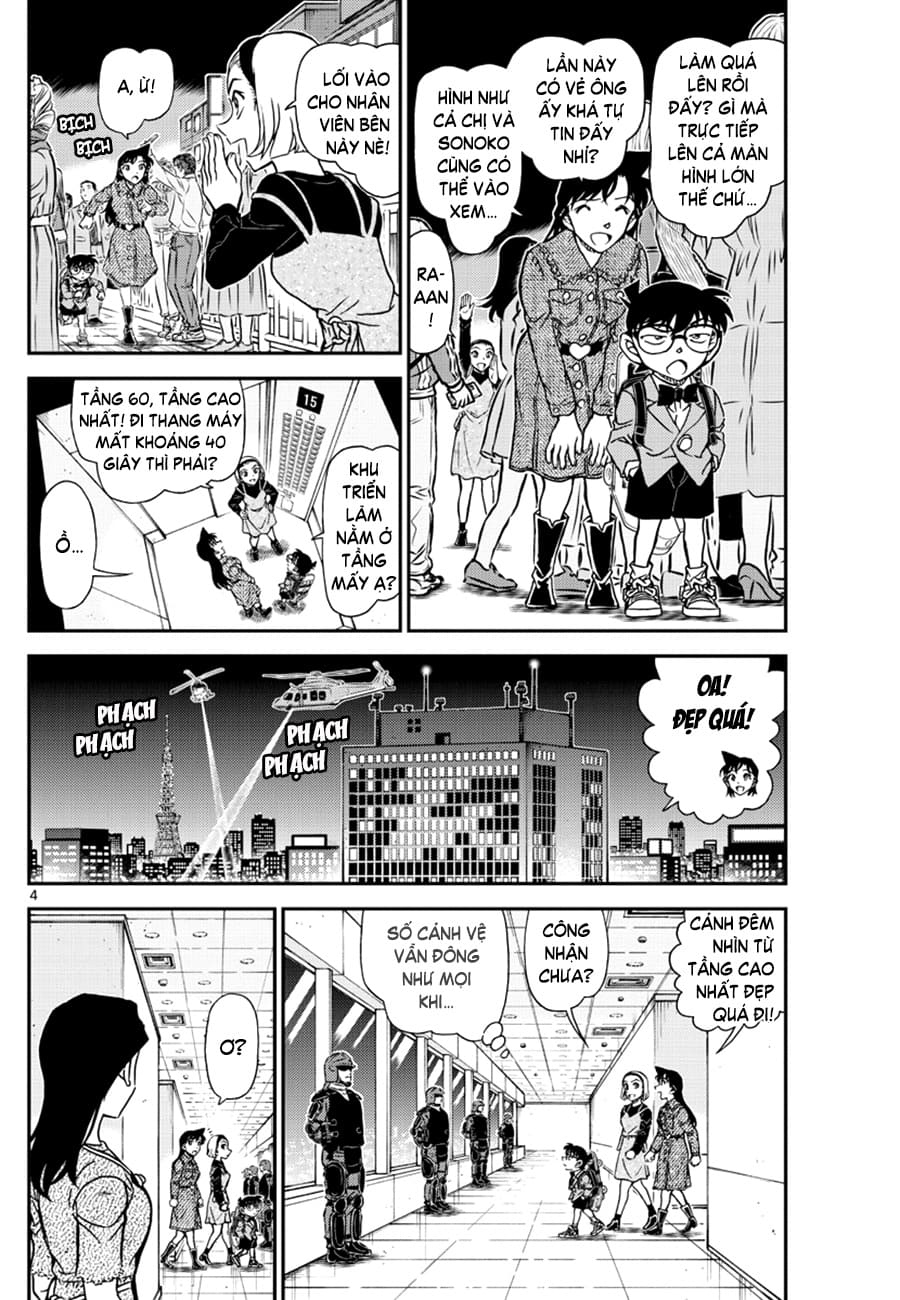 LÀM QUÁ
LÊN RỒI
ĐẤY? GÌ MÀ
TRỰC TIẾP
LÊN CẢ MÀN
HÌNH LỚN
THẾ CHỨ...
LẦN NÀY
CÓ VẺ ÔNG
ẤY KHÁ TỰ
TIN ĐẤY
NHỈ?
HÌNH NHƯ
CẢ CHỊ VÀ
SONOKO
CŨNG CÓ
THỂ VÀO
XEM...
RA-
AAN
!
LỐI VÀO
CHO NHÂN
VIÊN BÊN
NÀY NÈ!
A, Ừ!
BỊCH
BỊCH
KHU
TRIỂN
LÃM
NẰM Ở
TẦNG
MẤY Ạ?
15
TẦNG 60, TẦNG CAO
NHẤT! ĐI THANG MÁY
MẤT KHOẢNG 40
GIÂY THÌ PHẢI?
Ồ...
OA!
ĐẸP QUÁ!
PHẠCH
PHẠCH
PHẠCH
PHẠCH
4
CẢNH ĐÊM
NHÌN TỪ
TẦNG CAO
NHẤT ĐẸP
QUÁ ĐI!
CÔNG
NHẬN
CHƯA?
SỐ CẢNH VỆ
VẪN ĐÔNG
NHƯ MỌI
KHI...
Ơ?